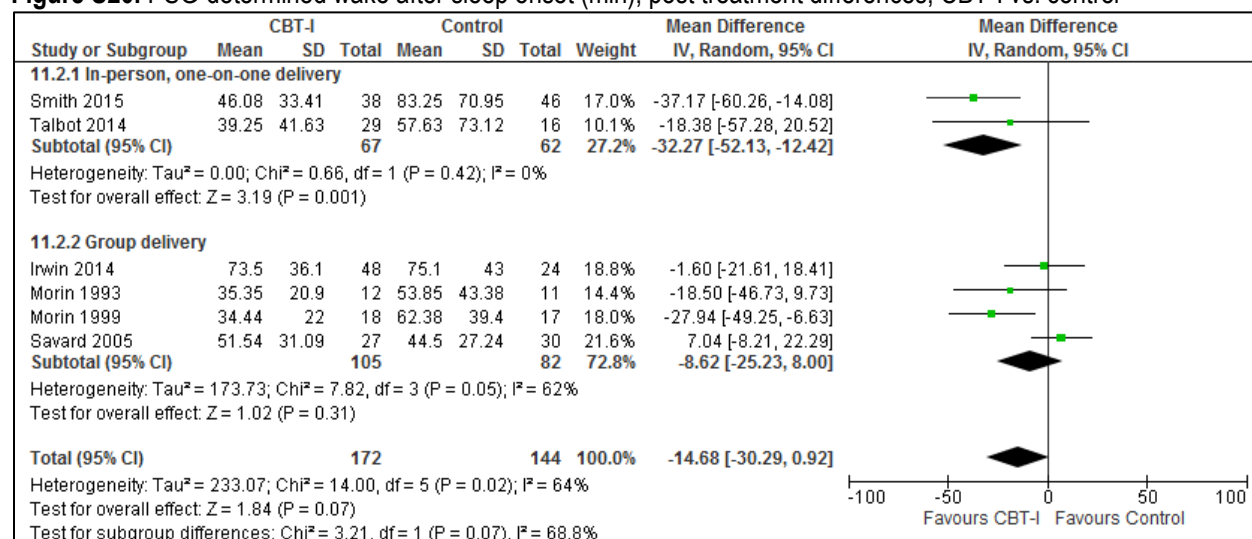 Figure S20. PSG-determined wake after sleep onset (min), post treatment differences, CBT-I vs. control
CBT-I Control Mean Difference Mean Difference
Study or Subgroup Mean SD Total Mean SD Total Weight IV, Random, 95% CI IV, Random, 95% CI
11.2.1 In-person, one-on-one delivery
Smith 2015 46.08 33.41 38 83.25 70.95 46 17.0% -37.17 [-60.26, -14.08]
Talbot 2014 39.25 41.63 29 57.63 73.12 16 10.1% -18.38 [-57.28, 20.52]
Subtotal (95% CI) 67 62 27.2% -32.27 [-52.13, -12.42]
Heterogeneity: Tau² = 0.00; Chi² = 0.66, df = 1 (P = 0.42); I² = 0%
Test for overall effect: Z = 3.19 (P = 0.001)
11.2.2 Group delivery
Irwin 2014 73.5 36.1 48 75.1 43 24 18.8% -1.60 [-21.61, 18.41]
Morin 1993 35.35 20.9 12 53.85 43.38 11 14.4% -18.50 [-46.73, 9.73]
Morin 1999 34.44 22 18 62.38 39.4 17 18.0% -27.94 [-49.25, -6.63]
Savard 2005 51.54 31.09 27 44.5 27.24 30 21.6% 7.04 [-8.21, 22.29]
Subtotal (95% CI) 105 82 72.8% -8.62 [-25.23, 8.00]
Heterogeneity: Tau² = 173.73; Chi² = 7.82, df = 3 (P = 0.05); I² = 62%
Test for overall effect: Z = 1.02 (P = 0.31)
Total (95% CI) 172 144 100.0% -14.68 [-30.29, 0.92]
Heterogeneity: Tau² = 233.07; Chi² = 14.00, df = 5 (P = 0.02); I² = 64%
Test for overall effect: Z = 1.84 (P = 0.07)
Test for subgroup differences: Chi² = 3.21, df = 1 (P = 0.07), I² = 68.8%
-100 -50 0 50 100
Favours CBT-I Favours Control